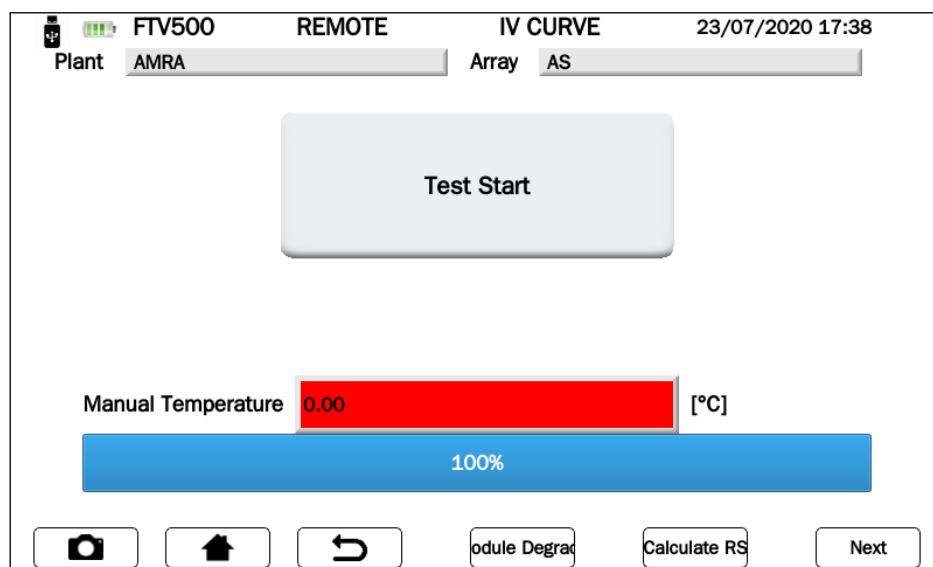 FTV500 REMOTE IV CURVE 23/07/2020 17:38
Plant AMRA Array AS
Test Start
Manual Temperature 0.00 [°C]
100%
odule Degrad Calculate RS Next